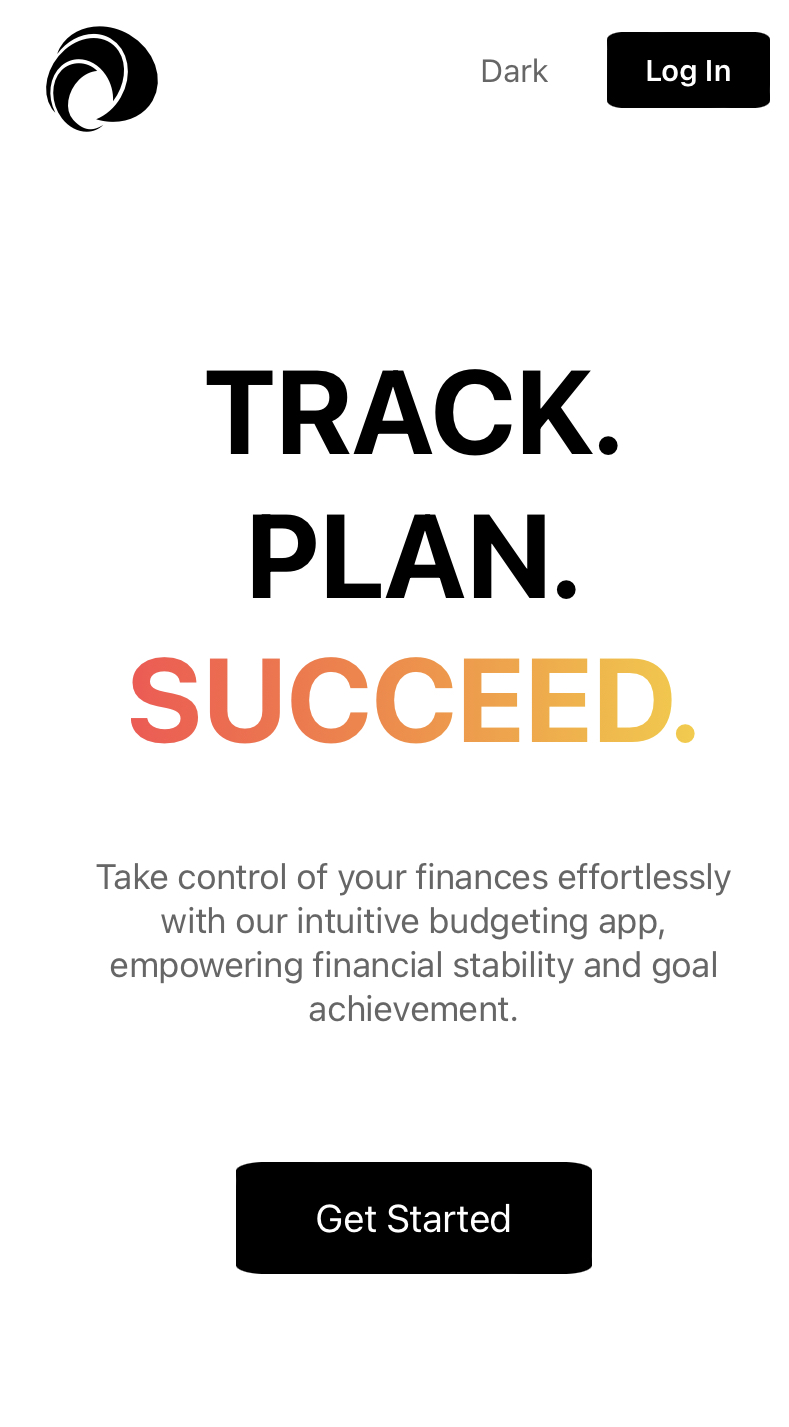 Dark
Log In
TRACK.
PLAN.
SUCCEED.
Take control of your finances effortlessly
with our intuitive budgeting app,
empowering financial stability and goal
achievement.
Get Started